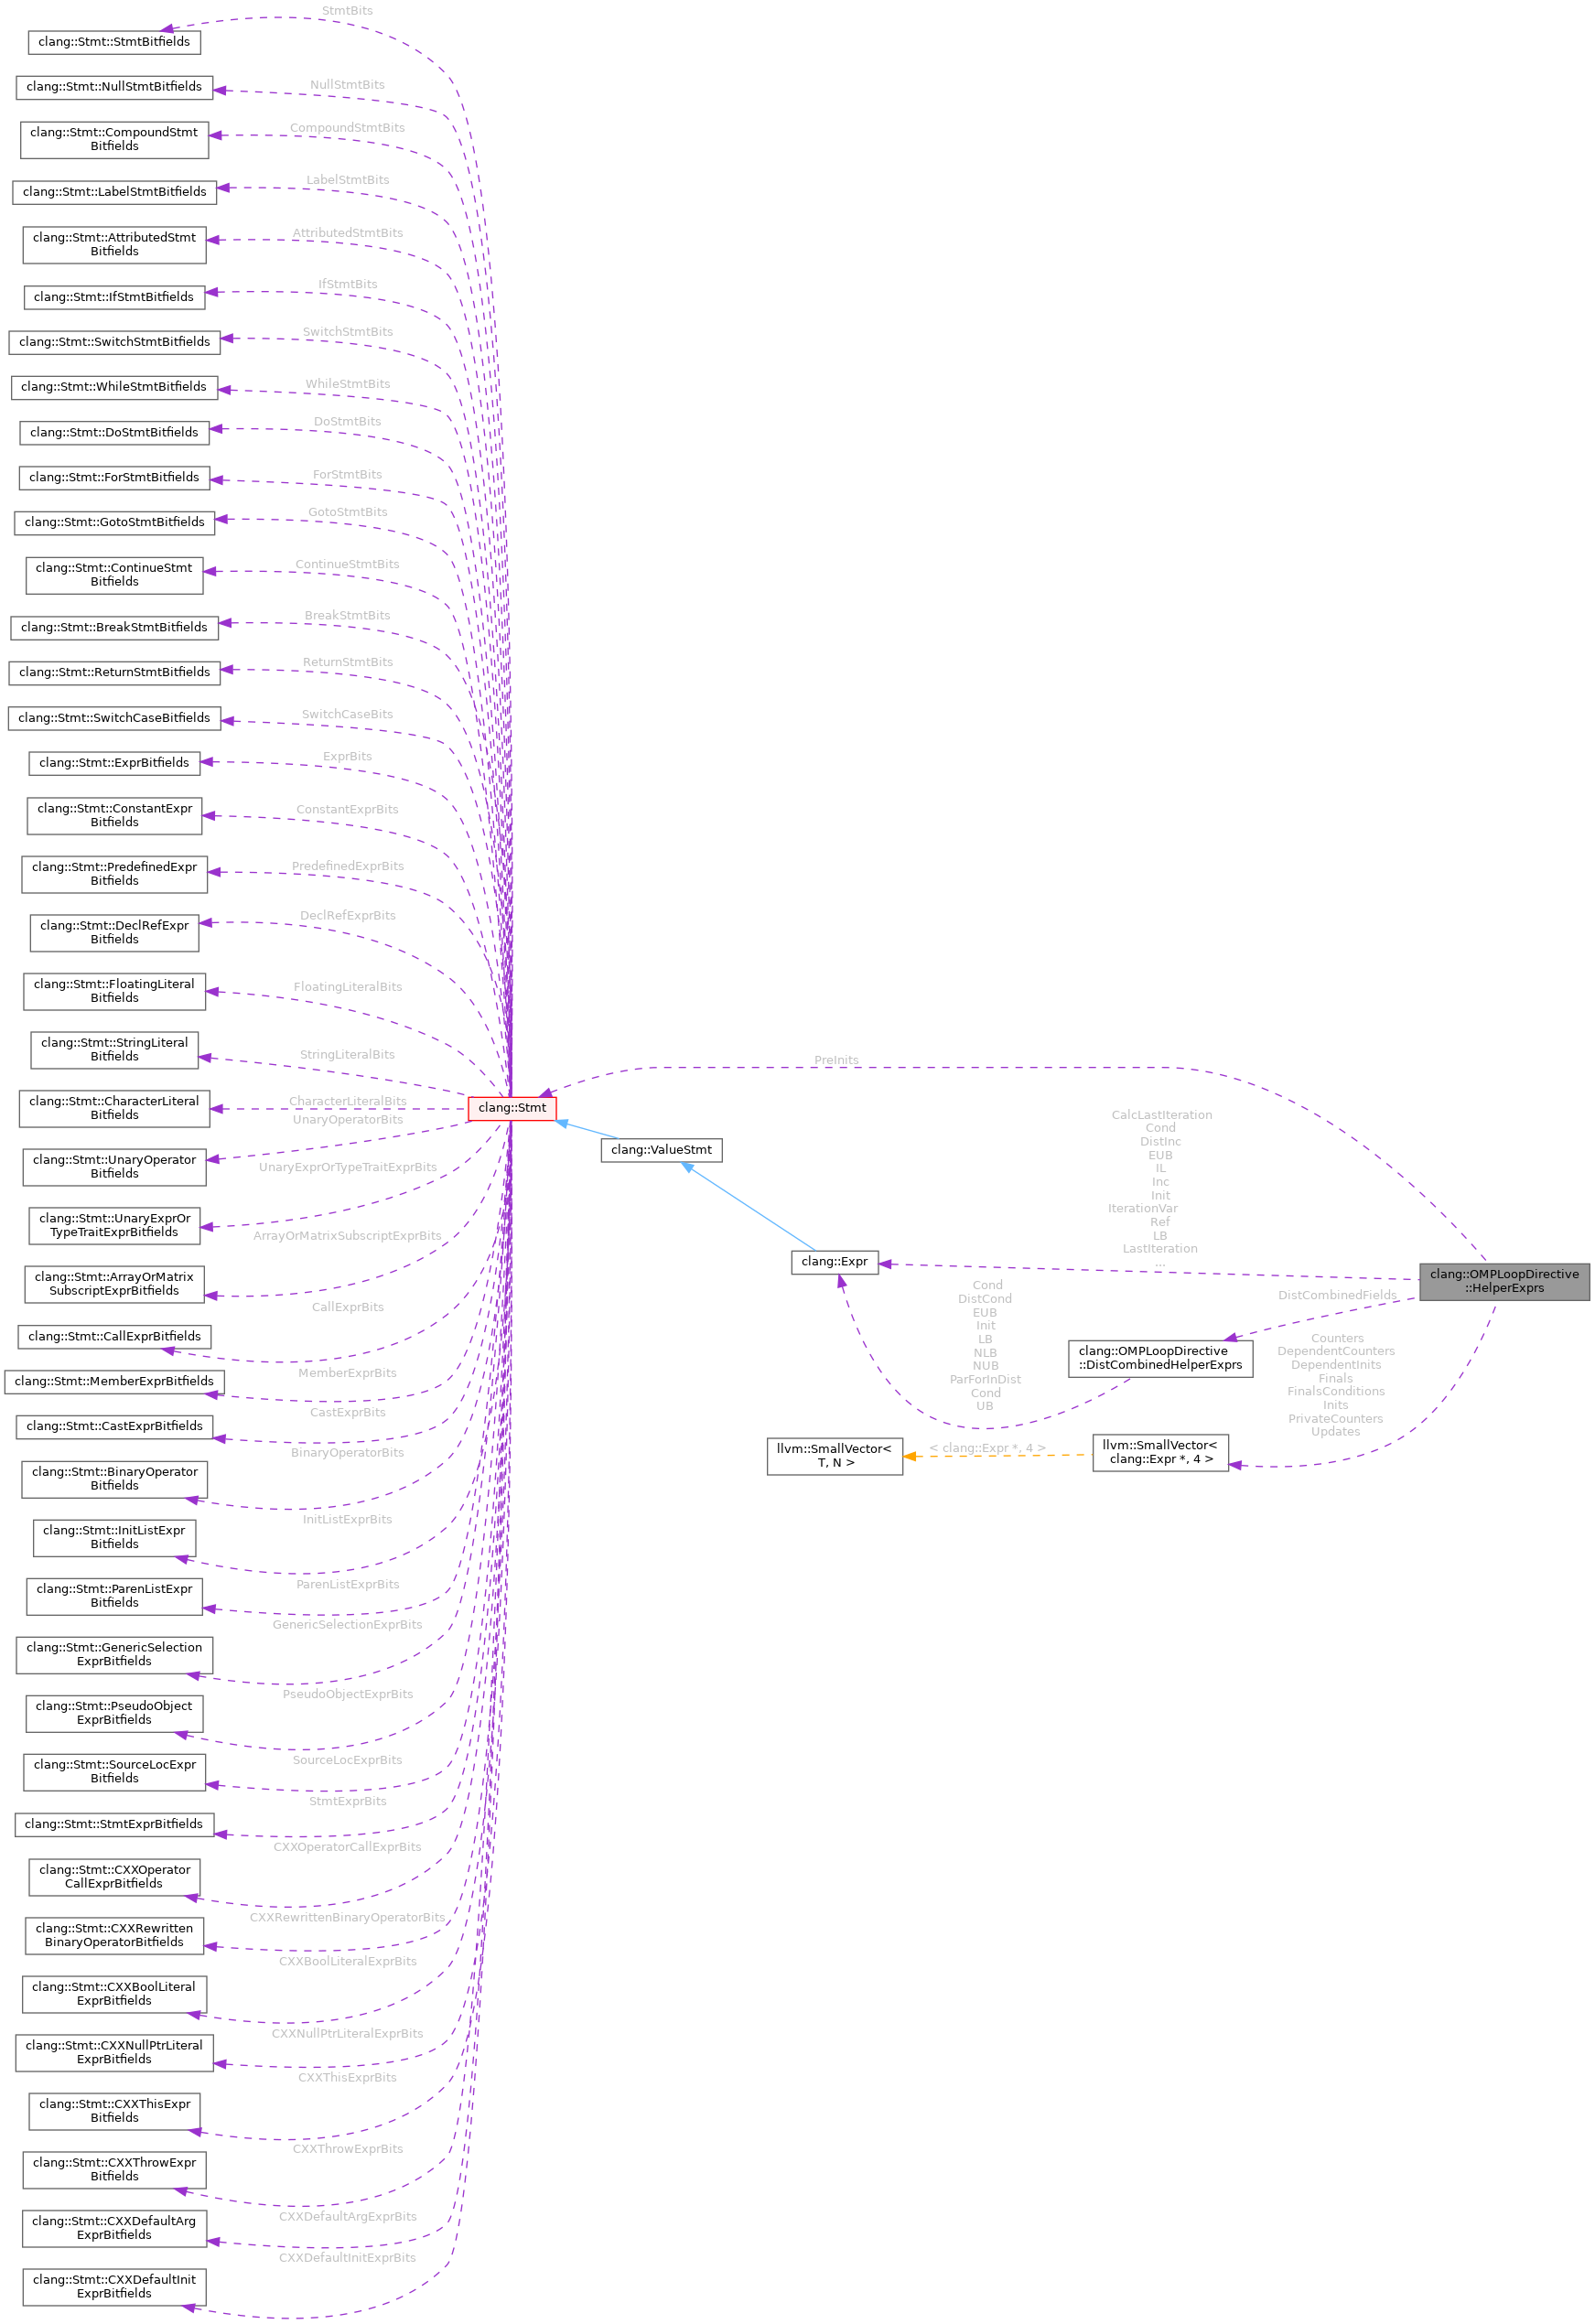 StmtBits
clang::Stmt::StmtBitfields
NullStmtBits
clang::Stmt::NullStmtBitfields
CompoundStmtBits
clang::Stmt::CompoundStmt
Bitfields
LabelStmtBits
clang::Stmt::LabelStmtBitfields
AttributedStmtBits
clang::Stmt::AttributedStmt
Bitfields
IfStmtBits
clang::Stmt::IfStmtBitfields
SwitchStmtBits
clang::Stmt::SwitchStmtBitfields
WhileStmtBits
clang::Stmt::WhileStmtBitfields
DoStmtBits
clang::Stmt::DoStmtBitfields
ForStmtBits
clang::Stmt::ForStmtBitfields
GotoStmtBits
clang::Stmt::GotoStmtBitfields
ContinueStmtBits
clang::Stmt::ContinueStmt
Bitfields
BreakStmtBits
clang::Stmt::BreakStmtBitfields
ReturnStmtBits
clang::Stmt::ReturnStmtBitfields
SwitchCaseBits
clang::Stmt::SwitchCaseBitfields
ExprBits
clang::Stmt::ExprBitfields
ConstantExprBits
clang::Stmt::ConstantExpr
Bitfields
PredefinedExprBits
clang::Stmt::PredefinedExpr
Bitfields
DeclRefExprBits
clang::Stmt::DeclRefExpr
Bitfields
FloatingLiteralBits
clang::Stmt::FloatingLiteral
Bitfields
StringLiteralBits
clang::Stmt::StringLiteral
Bitfields
CharacterLiteralBits
clang::Stmt::CharacterLiteral
Bitfields
UnaryOperatorBits
clang::Stmt::UnaryOperator
Bitfields
UnaryExprOrTypeTraitExprBits
clang::Stmt::UnaryExprOr
TypeTraitExprBitfields
ArrayOrMatrixSubscriptExprBits
clang::Stmt::ArrayOrMatrix
SubscriptExprBitfields
CallExprBits
clang::Stmt::CallExprBitfields
MemberExprBits
clang::Stmt::MemberExprBitfields
CastExprBits
clang::Stmt::CastExprBitfields
BinaryOperatorBits
clang::Stmt::BinaryOperator
Bitfields
InitListExprBits
clang::Stmt::InitListExpr
Bitfields
ParenListExprBits
clang::Stmt::ParenListExpr
Bitfields
GenericSelectionExprBits
clang::Stmt::GenericSelection
ExprBitfields
PseudoObjectExprBits
clang::Stmt::PseudoObject
ExprBitfields
SourceLocExprBits
clang::Stmt::SourceLocExpr
Bitfields
StmtExprBits
clang::Stmt::StmtExprBitfields
CXXOperatorCallExprBits
clang::Stmt::CXXOperator
CallExprBitfields
CXXRewrittenBinaryOperatorBits
clang::Stmt::CXXRewritten
BinaryOperatorBitfields
CXXBoolLiteralExprBits
clang::Stmt::CXXBoolLiteral
ExprBitfields
CXXNullPtrLiteralExprBits
clang::Stmt::CXXNullPtrLiteral
ExprBitfields
CXXThisExprBits
clang::Stmt::CXXThisExpr
Bitfields
CXXThrowExprBits
clang::Stmt::CXXThrowExpr
Bitfields
CXXDefaultArgExprBits
clang::Stmt::CXXDefaultArg
ExprBitfields
CXXDefaultInitExprBits
clang::Stmt::CXXDefaultInit
ExprBitfields
clang::Stmt
clang::ValueStmt
clang::Expr
PreInits
CalcLastIteration
Cond
DistInc
EUB
IL
Inc
Init
IterationVar
Ref
LB
LastIteration
...
clang::OMPLoopDirective
::HelperExprs
DistCombinedFields
Cond
DistCond
EUB
Init
LB
NLB
NUB
ParForInDist
Cond
UB
clang::OMPLoopDirective
::DistCombinedHelperExprs
Counters
DependentCounters
DependentInits
Finals
FinalsConditions
Inits
PrivateCounters
Updates
llvm::SmallVector<
T, N >
< clang::Expr *, 4 >
llvm::SmallVector<
clang::Expr *, 4 >